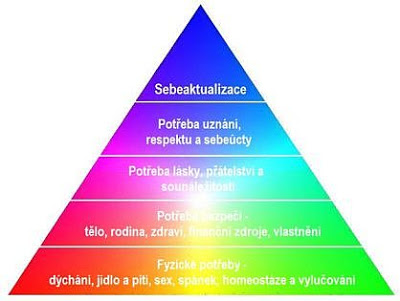 Sebeaktualizace
Potřeba uznání,
respektu a sebeúcty
Potřeba lásky, přátelství a
sounáležitosti
Potřeba bezpečí -
tělo, rodina, zdraví, finanční zdroje, vlastnění
Fyzické potřeby -
dýchání, jídlo a pití, sex, spánek, homeostáze a vylučování